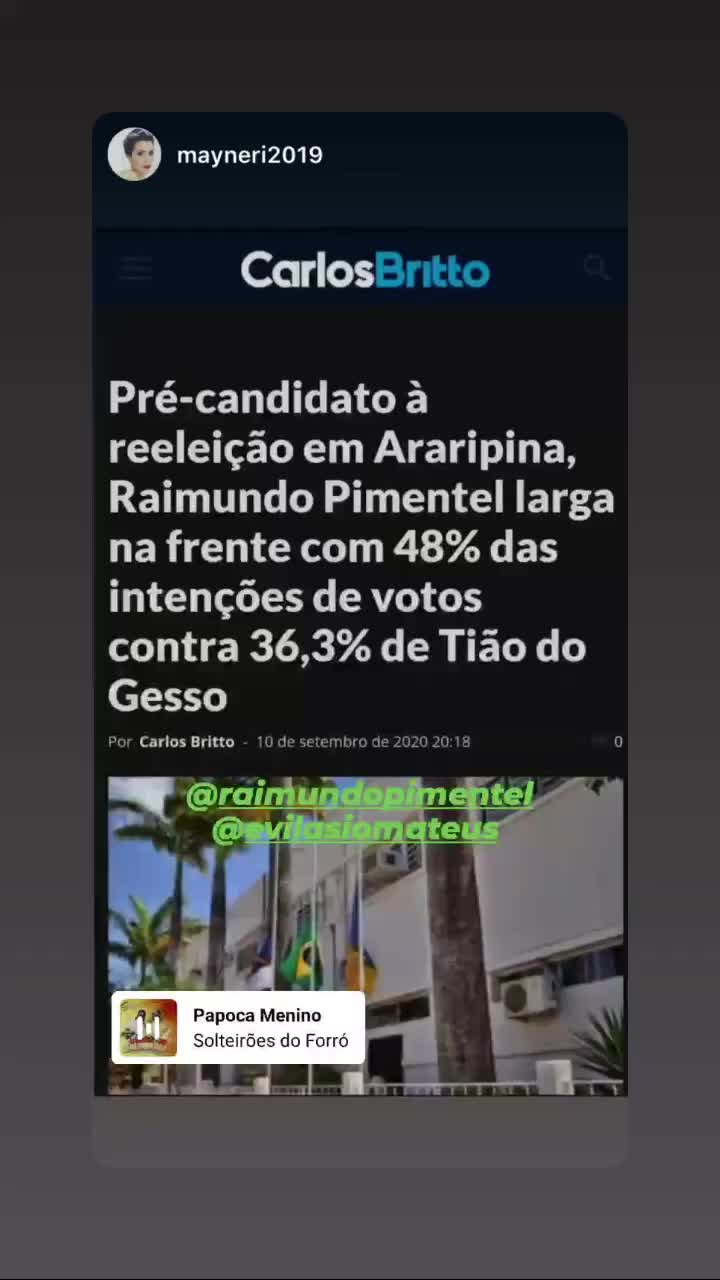 mayneri2019
CarlosBritto
Pré-candidato à
reeleição em Araripina,
Raimundo Pimentel larga
na frente com 48% das
intenções de votos
contra 36,3% de Tião do
Gesso
Por Carlos Britto - 10 de setembro de 2020 20:18 0
@raimundopimentel
@evilasiomateus
Papoca Menino
Solteirões do Forró